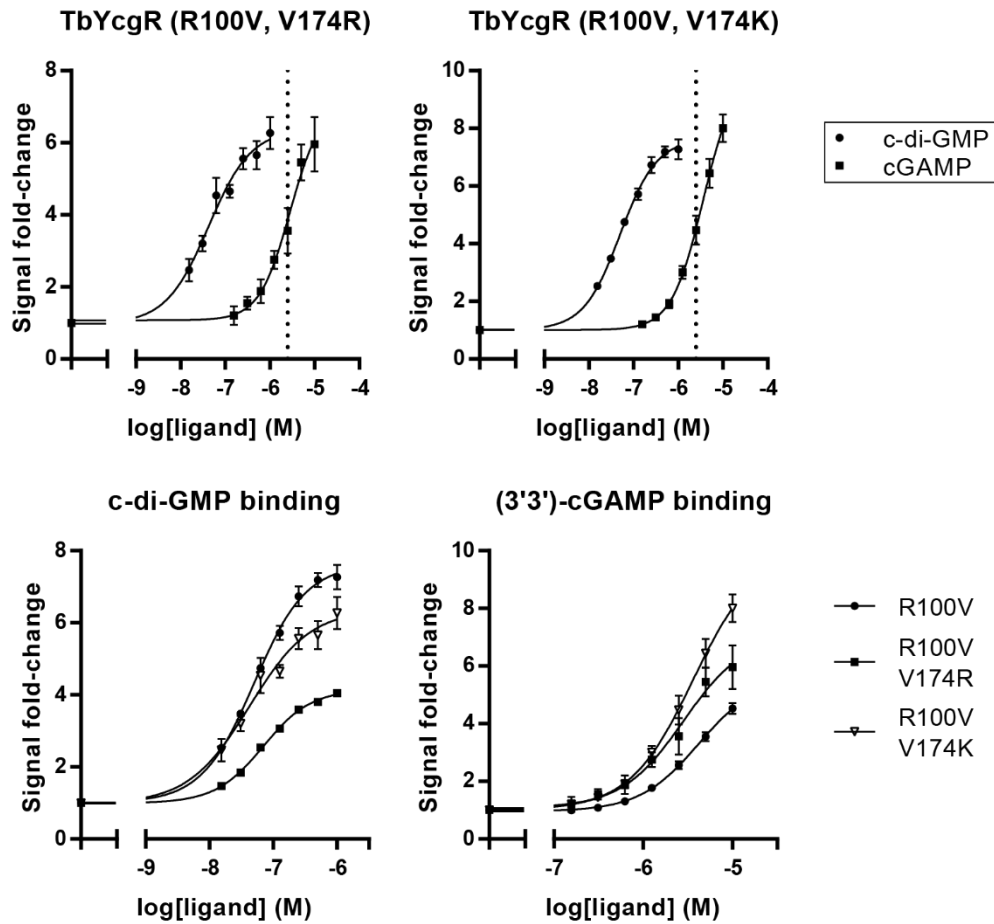 TbYcgR (R100V, V174R)
Signal fold-change
8
6
4
2
0
-9 -8 -7 -6 -5 -4
log[ligand] (M)
TbYcgR (R100V, V174K)
Signal fold-change
10
8
6
4
2
0
-9 -8 -7 -6 -5 -4
log[ligand] (M)
c-di-GMP
cGAMP
c-di-GMP binding
Signal fold-change
8
6
4
2
0
-9 -8 -7 -6
log[ligand] (M)
(3'3')-cGAMP binding
Signal fold-change
10
8
6
4
2
0
-7 -6 -5
log[ligand] (M)
R100V
R100V
V174R
R100V
V174K